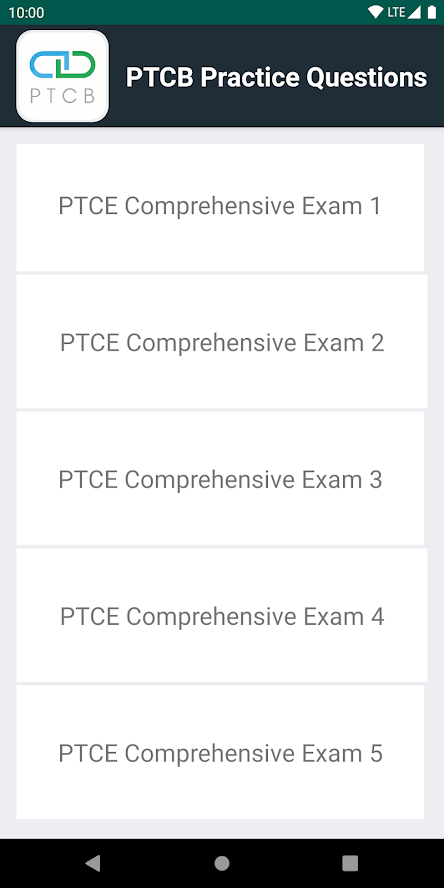 10:00
LTE
PTCB
PTCB Practice Questions
PTCE Comprehensive Exam 1
PTCE Comprehensive Exam 2
PTCE Comprehensive Exam 3
PTCE Comprehensive Exam 4
PTCE Comprehensive Exam 5